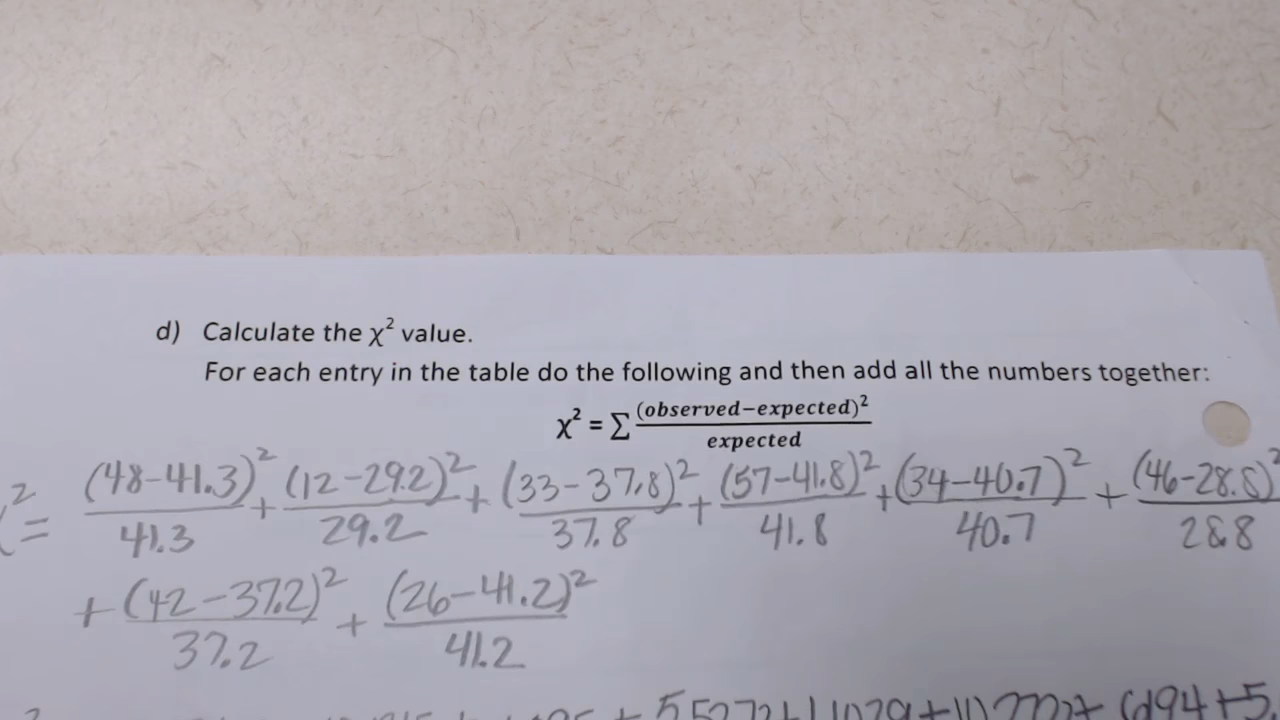 d) Calculate the χ² value.
For each entry in the table do the following and then add all the numbers together:
χ² = ∑ (observed−expected)² / expected
² = (48-41.3)²/41.3 + (12-29.2)²/29.2 + (33-37.8)²/37.8 + (57-41.8)²/41.8 + (34-40.7)²/40.7 + (46-28.8)²/28.8
+ (42-37.2)²/37.2 + (26-41.2)²/41.2